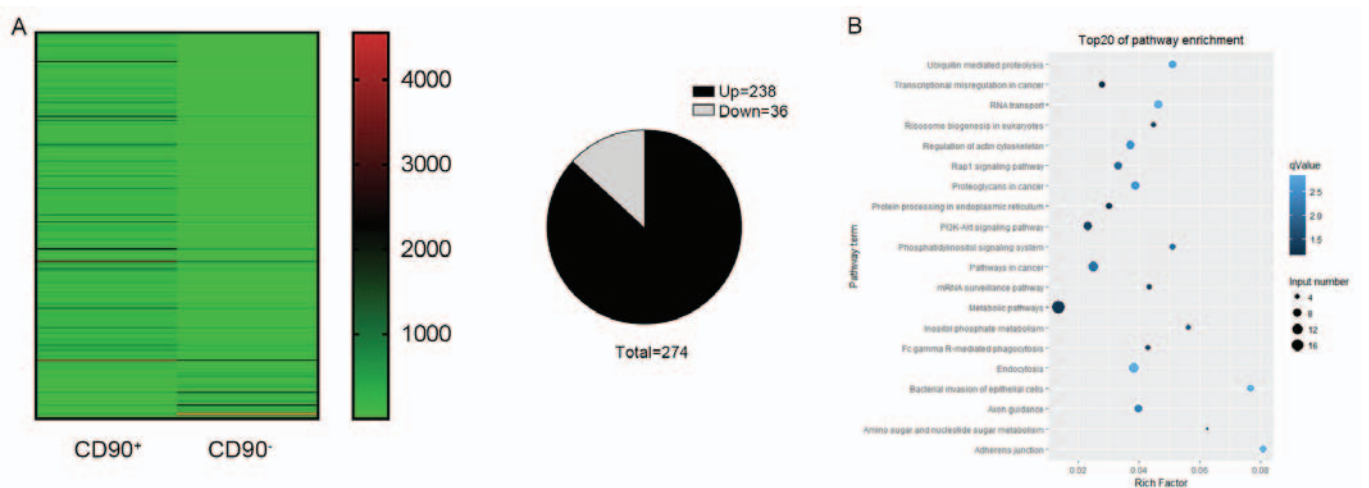 A
4000
3000
2000
1000
CD90⁺
CD90⁻
Up=238
Down=36
Total=274
B
Top20 of pathway enrichment
Pathway term
Ubiquitin mediated proteolysis
Transcriptional misregulation in cancer
RNA transport
Ribosome biogenesis in eukaryotes
Regulation of actin cytoskeleton
Rap1 signaling pathway
Proteoglycans in cancer
Protein processing in endoplasmic reticulum
PI3K-Akt signaling pathway
Phosphatidylinositol signaling system
Pathways in cancer
mRNA surveillance pathway
Metabolic pathways
Inositol phosphate metabolism
Fc gamma R-mediated phagocytosis
Endocytosis
Bacterial invasion of epithelial cells
Axon guidance
Amino sugar and nucleotide sugar metabolism
Adherens junction
0.02
0.04
0.06
0.08
Rich Factor
qValue
2.5
2.0
1.5
Input number
4
8
12
16